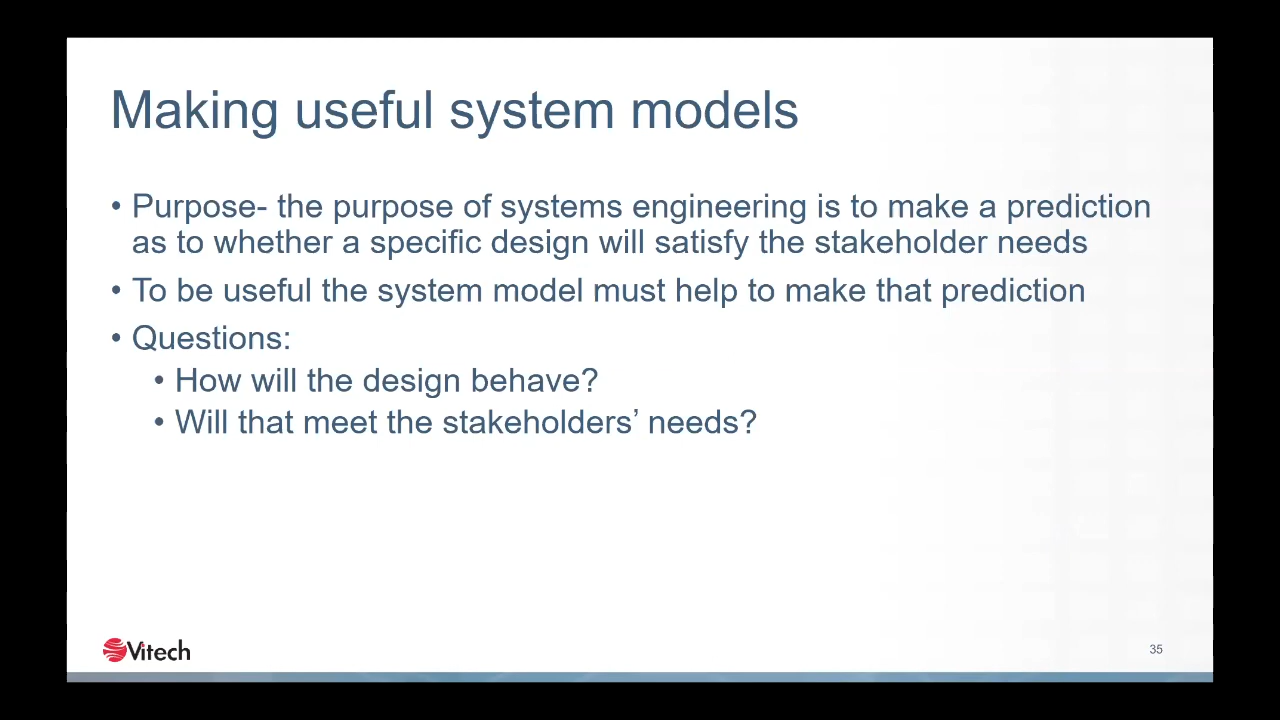 Making useful system models
• Purpose- the purpose of systems engineering is to make a prediction
as to whether a specific design will satisfy the stakeholder needs
• To be useful the system model must help to make that prediction
• Questions:
• How will the design behave?
• Will that meet the stakeholders’ needs?
Vitech
35